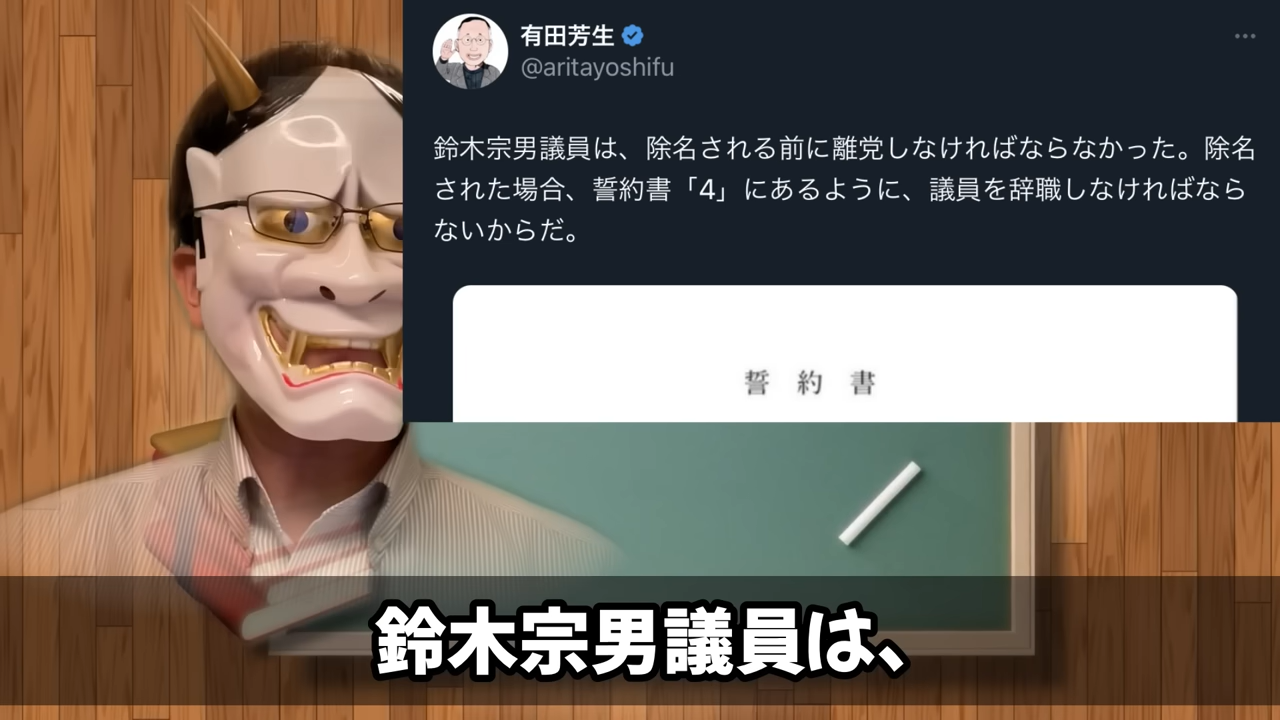 有田芳生
@aritayoshifu
鈴木宗男議員は、除名される前に離党しなければならなかった。除名
された場合、誓約書「4」にあるように、議員を辞職しなければなら
ないからだ。
誓 約 書
鈴木宗男議員は、